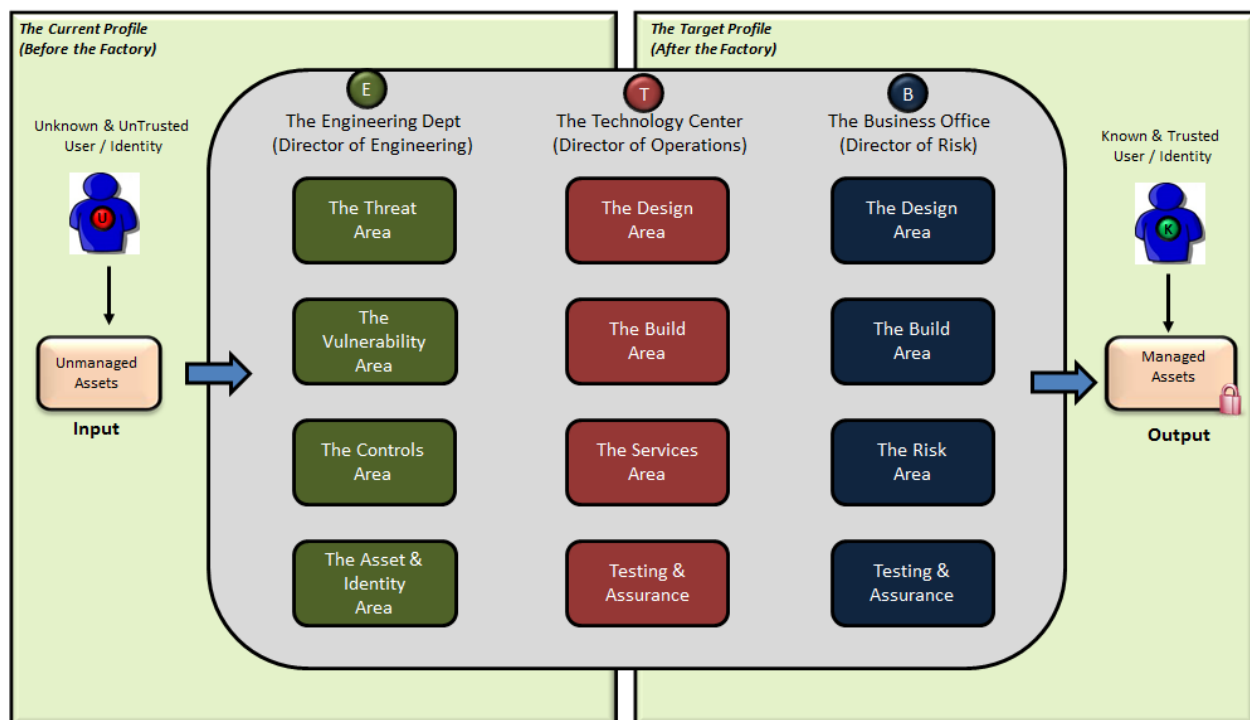 The Current Profile
(Before the Factory)
The Target Profile
(After the Factory)
Unknown & UnTrusted
User / Identity
U
Unmanaged
Assets
Input
E
The Engineering Dept
(Director of Engineering)
The Threat
Area
The
Vulnerability
Area
The Controls
Area
The Asset &
Identity
Area
T
The Technology Center
(Director of Operations)
The Design
Area
The Build
Area
The Services
Area
Testing &
Assurance
B
The Business Office
(Director of Risk)
The Design
Area
The Build
Area
The Risk
Area
Testing &
Assurance
Known & Trusted
User / Identity
K
Managed
Assets
Output